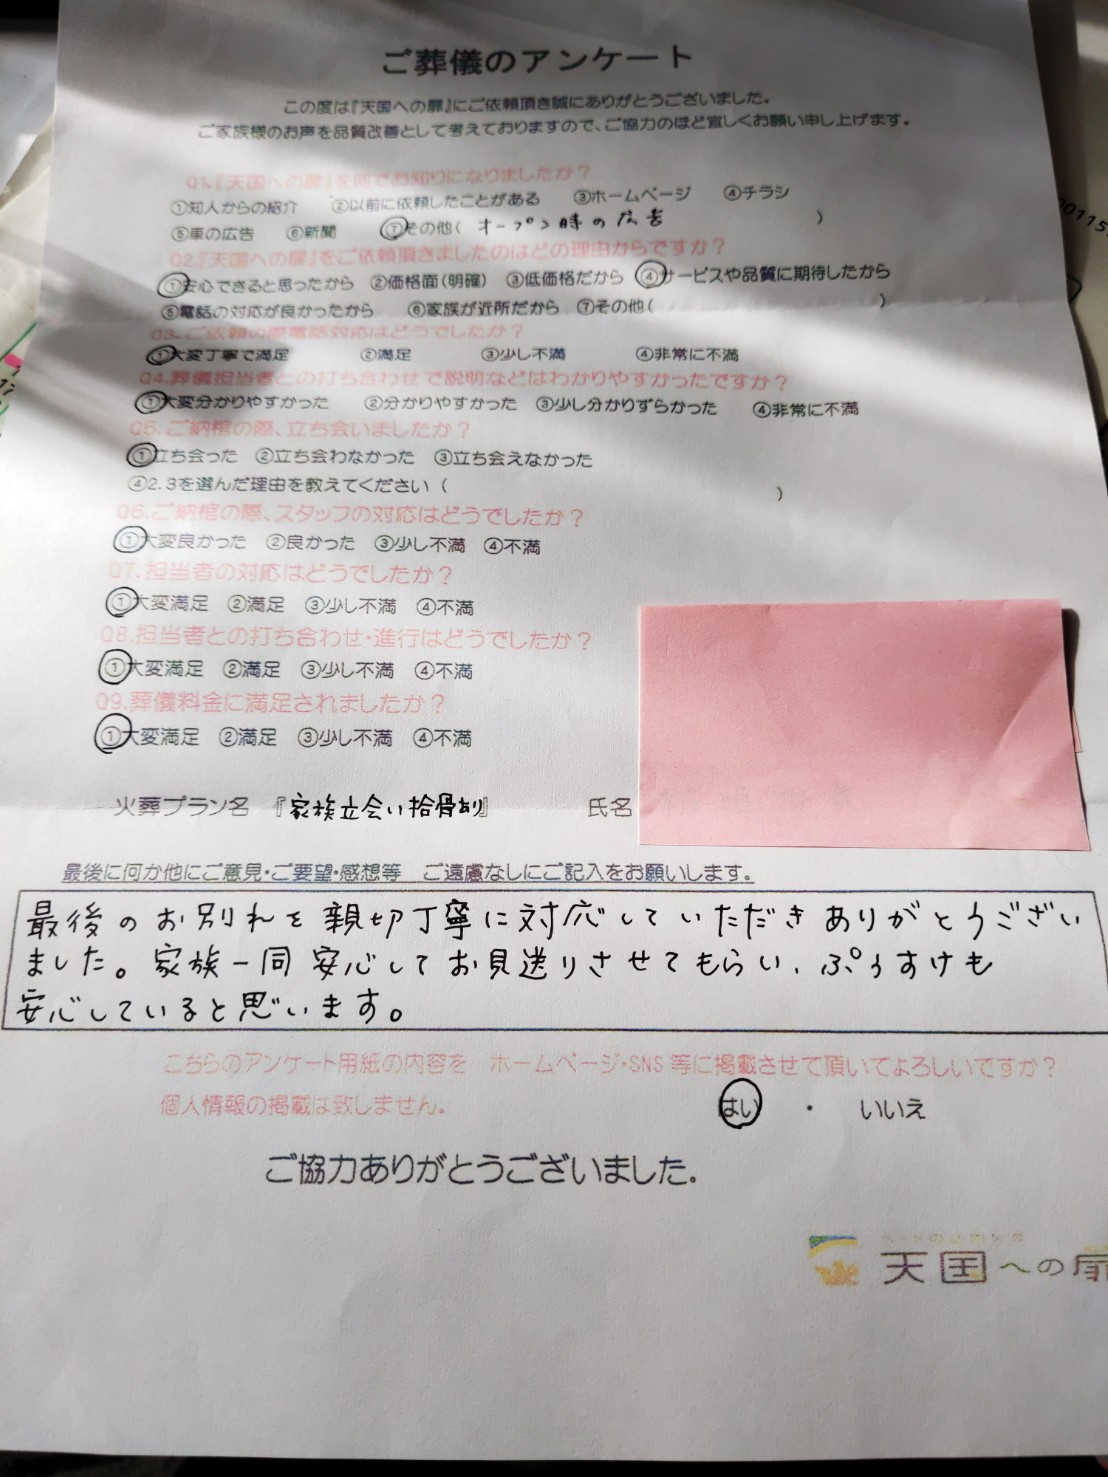 ご葬儀のアンケート
この度は『天国への扉』にご依頼頂き誠にありがとうございました。
ご家族様のお声を品質改善として考えておりますので、ご協力のほど宜しくお願い申し上げます。
Q1.『天国への扉』を何でお知りになりましたか？
①知人からの紹介 ②以前に依頼したことがある ③ホームページ ④チラシ
⑤車の広告 ⑥新聞 ⑦その他( オープン時の広告 )
Q2.『天国への扉』をご依頼頂きましたのはどの理由からですか？
①安心できると思ったから ②価格面(明確) ③低価格だから ④サービスや品質に期待したから
⑤電話の対応が良かったから ⑥家族が近所だから ⑦その他( )
Q3.ご依頼の際電話対応はどうでしたか？
①大変丁寧で満足 ②満足 ③少し不満 ④非常に不満
Q4.葬儀担当者との打ち合わせで説明などはわかりやすかったですか？
①大変分かりやすかった ②分かりやすかった ③少し分かりずらかった ④非常に不満
Q5.ご納棺の際、立ち会いましたか？
①立ち会った ②立ち会わなかった ③立ち会えなかった
④2.3を選んだ理由を教えてください ( )
Q6.ご納棺の際、スタッフの対応はどうでしたか？
①大変良かった ②良かった ③少し不満 ④不満
Q7.担当者の対応はどうでしたか？
①大変満足 ②満足 ③少し不満 ④不満
Q8.担当者との打ち合わせ・進行はどうでしたか？
①大変満足 ②満足 ③少し不満 ④不満
Q9.葬儀料金に満足されましたか？
①大変満足 ②満足 ③少し不満 ④不満
火葬プラン名 『家族立会い拾骨あり』 氏名
最後に何か他にご意見・ご要望・感想等 ご遠慮なしにご記入をお願いします。
最後のお別れを親切丁寧に対応していただきありがとうござい
ました。家族一同 安心してお見送りさせてもらい、ぷうすけも
安心していると思います。
こちらのアンケート用紙の内容を ホームページ・SNS等に掲載させて頂いてよろしいですか？
個人情報の掲載は致しません。 はい ・ いいえ
ご協力ありがとうございました。
天国への扉